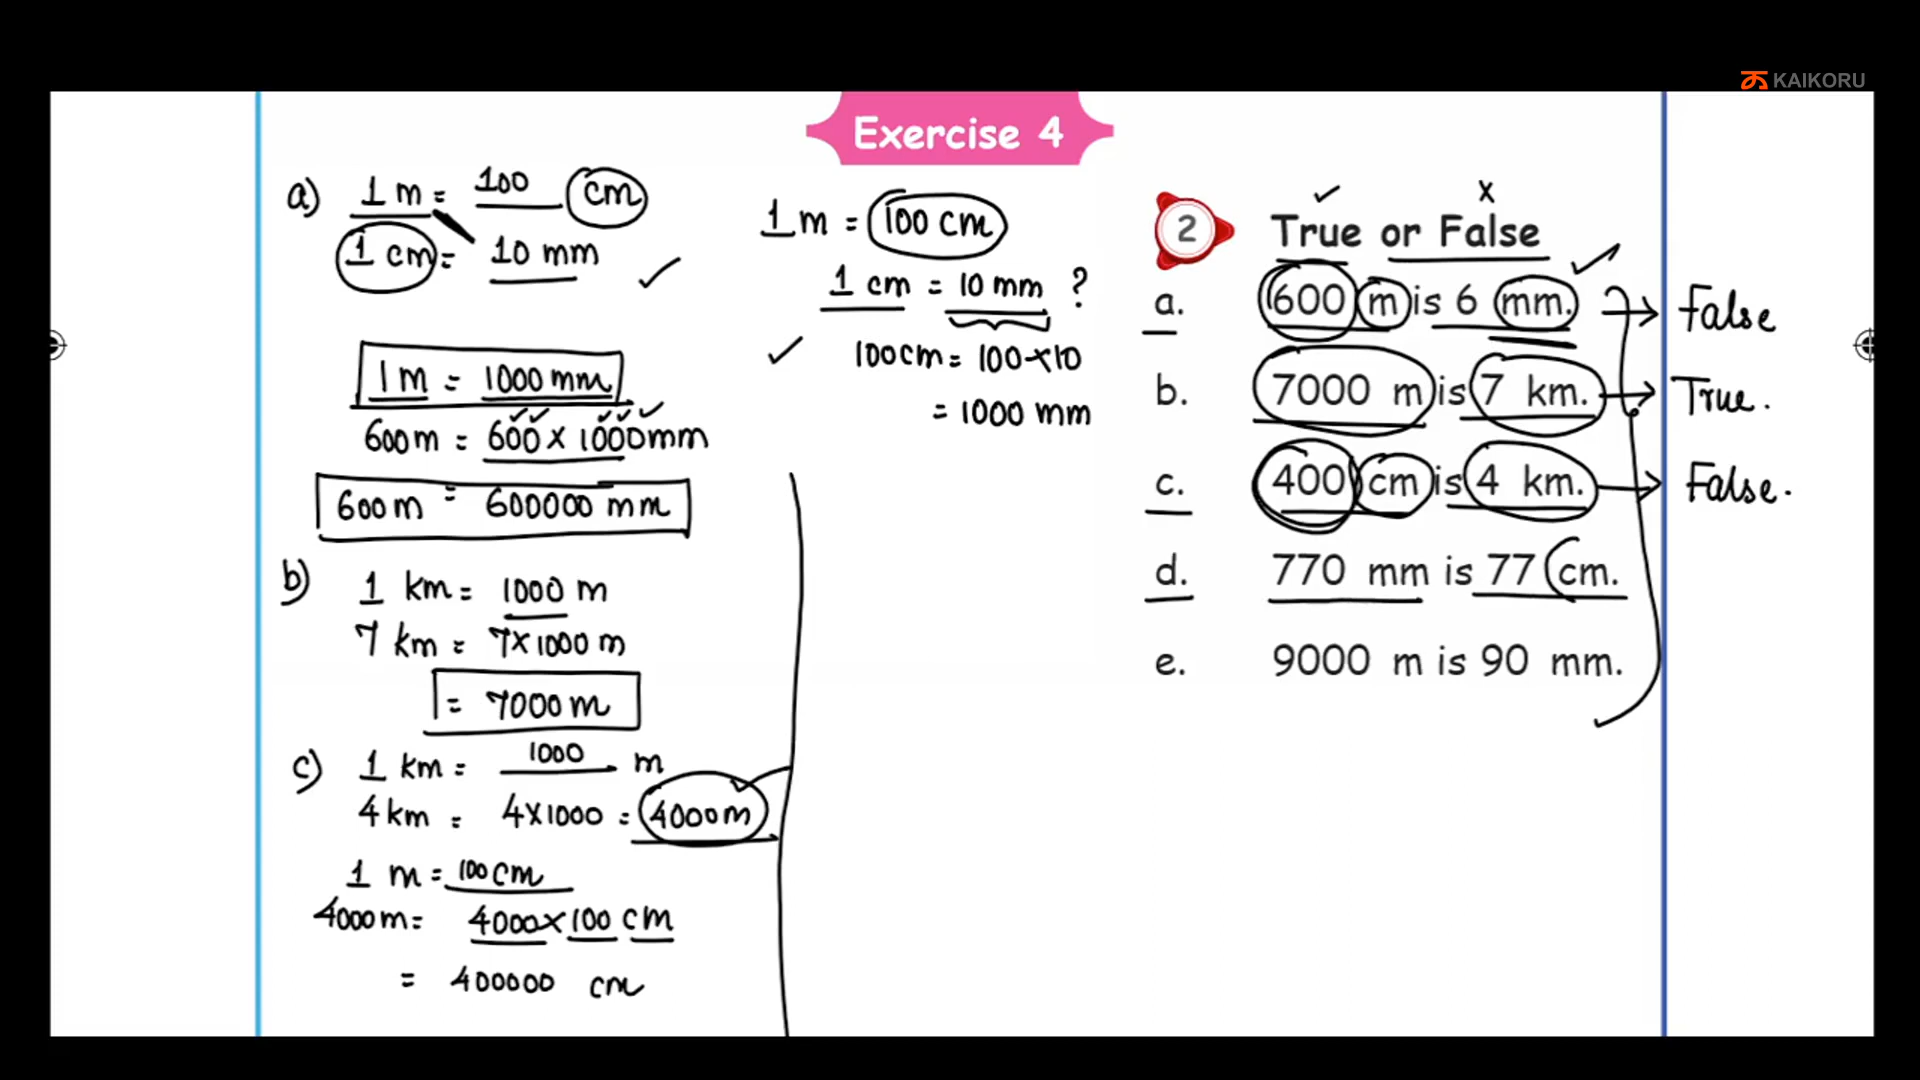 KAIKORU
Exercise 4
a) 1 m = 100 cm
1 cm = 10 mm
1 m = 1000 mm
600 m = 600 × 1000 mm
600 m = 600000 mm
b) 1 km = 1000 m
7 km = 7 × 1000 m
= 7000 m
c) 1 km = 1000 m
4 km = 4 × 1000 = 4000 m
1 m = 100 cm
4000 m = 4000 × 100 cm
= 400000 cm
1 m = 100 cm
1 cm = 10 mm ?
100 cm = 100 × 10
= 1000 mm
✓ x
2 True or False
a. 600 m is 6 mm. → False
b. 7000 m is 7 km. → True.
c. 400 cm is 4 km. → False.
d. 770 mm is 77 cm.
e. 9000 m is 90 mm.